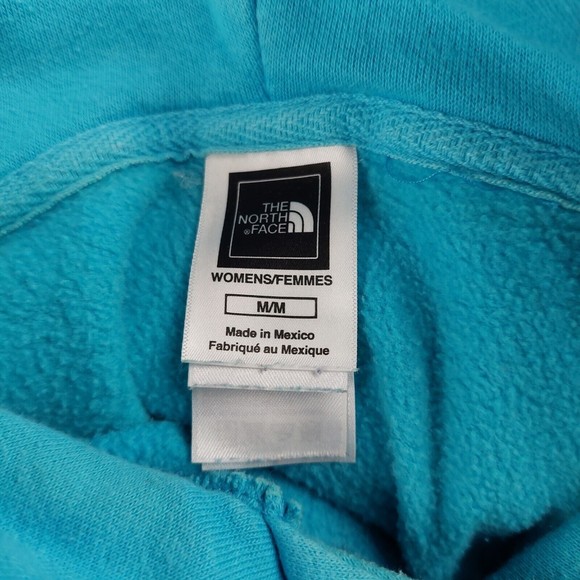 THE
NORTH
®FACE
WOMENS/FEMMES
M/M
Made in Mexico
Fabriqué au Mexique